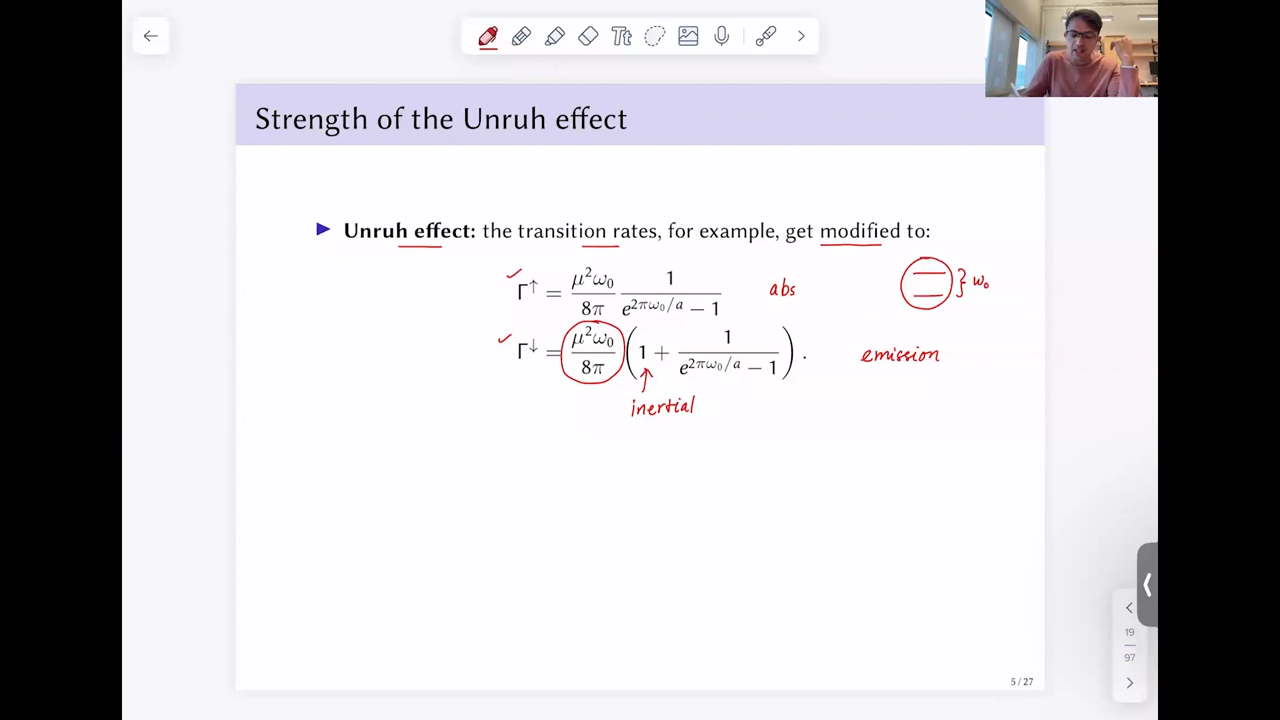 Tt
Strength of the Unruh effect
Unruh effect: the transition rates, for example, get modified to:
Γ↑ = μ²ω₀/8π 1/(e^{2πω₀/a} − 1) abs } ω₀
Γ↓ = μ²ω₀/8π (1 + 1/(e^{2πω₀/a} − 1)) . emission
inertial
19
97
5 / 27